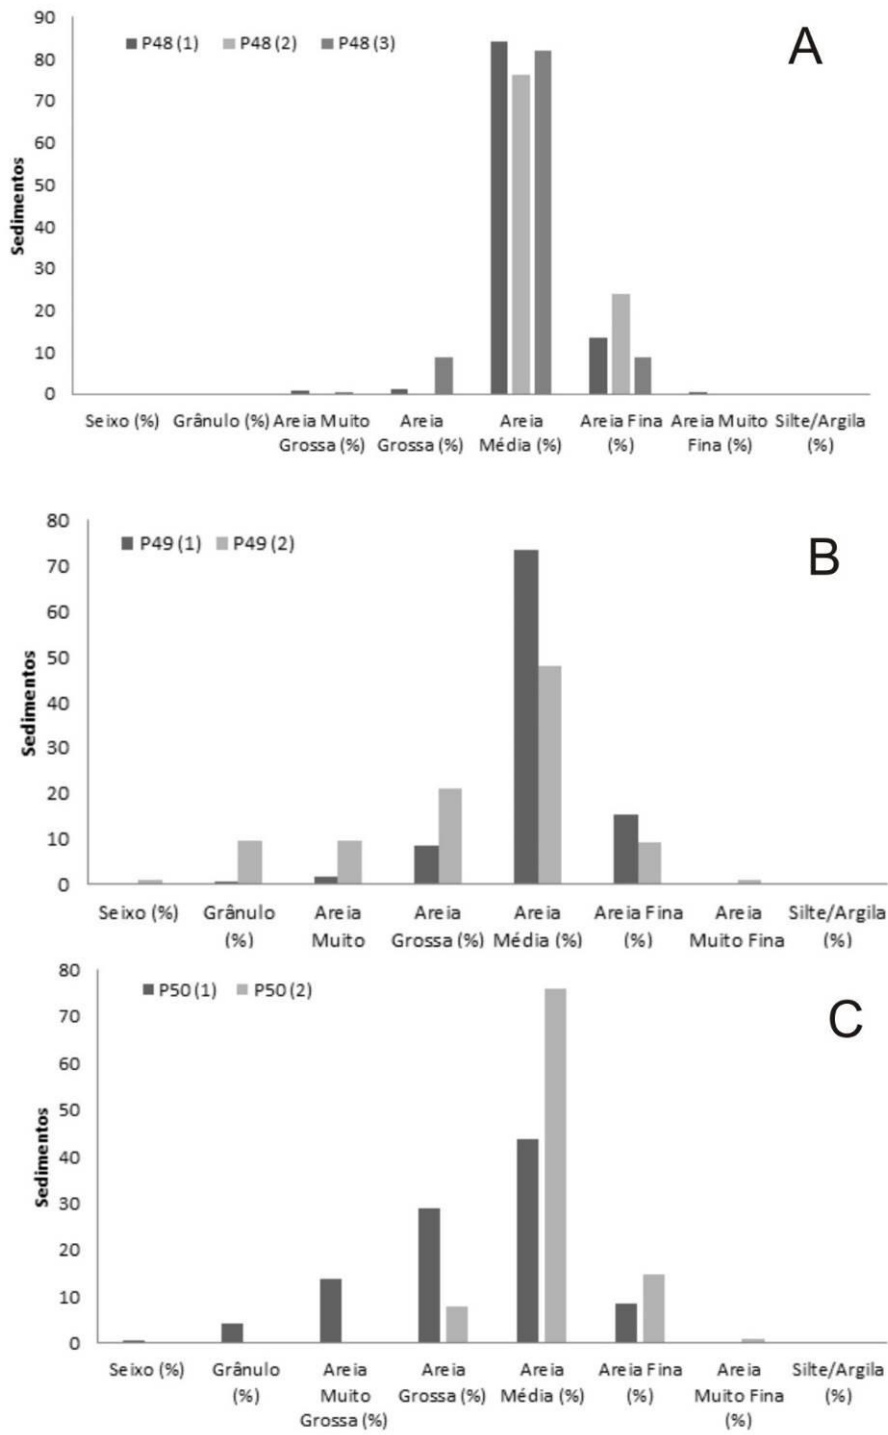 90
P48 (1) P48 (2) P48 (3)
A
80
70
60
50
40
30
20
10
0
Sedimentos
Seixo (%) Grânulo (%) Areia Muito Areia Areia Areia Fina Areia Muito Silte/Argila
Grossa (%) Grossa (%) Média (%) (%) Fina (%) (%)
80
P49 (1) P49 (2)
B
70
60
50
40
30
20
10
0
Sedimentos
Seixo (%) Grânulo Areia Areia Areia Areia Fina Areia Silte/Argila
(%) Muito Grossa (%) Média (%) (%) Muito Fina (%)
80
P50 (1) P50 (2)
C
70
60
50
40
30
20
10
0
Sedimentos
Seixo (%) Grânulo Areia Areia Areia Areia Fina Areia Silte/Argila
(%) Muito Grossa (%) Média (%) (%) Muito Fina (%)
Grossa (%) (%)